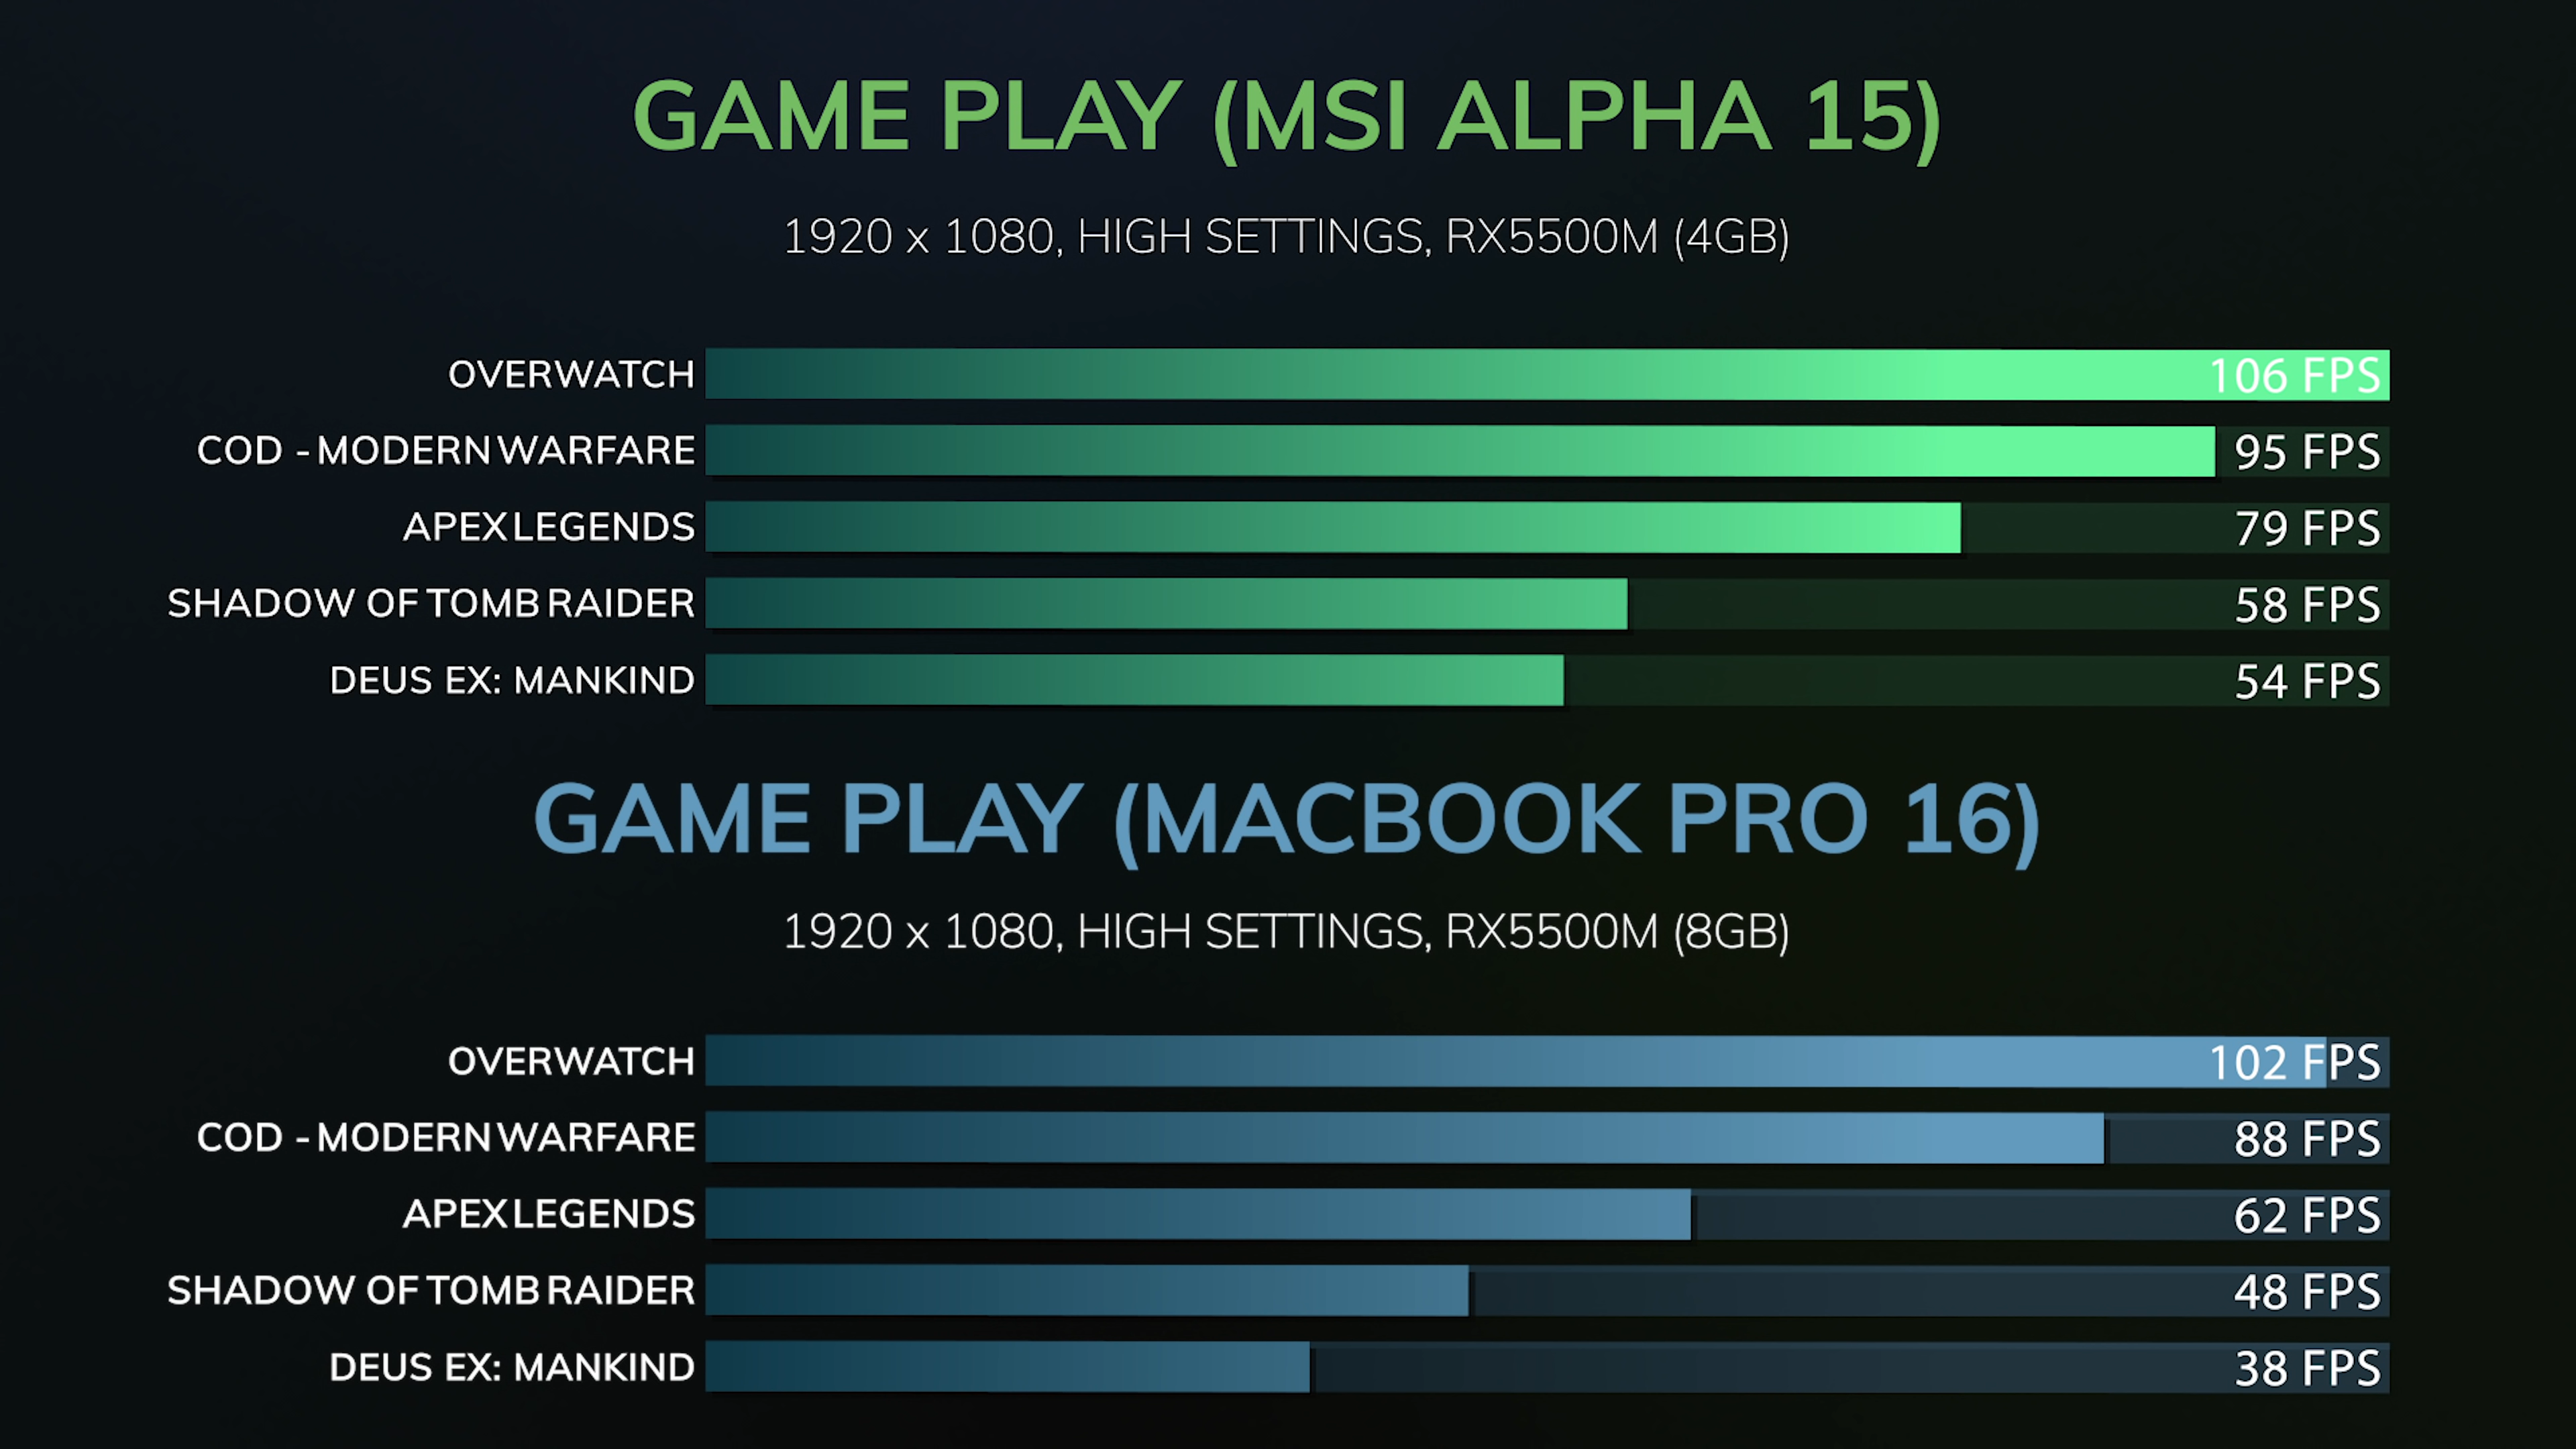 GAME PLAY (MSI ALPHA 15)
1920 x 1080, HIGH SETTINGS, RX5500M (4GB)
OVERWATCH 106 FPS
COD - MODERN WARFARE 95 FPS
APEX LEGENDS 79 FPS
SHADOW OF TOMB RAIDER 58 FPS
DEUS EX: MANKIND 54 FPS
GAME PLAY (MACBOOK PRO 16)
1920 x 1080, HIGH SETTINGS, RX5500M (8GB)
OVERWATCH 102 FPS
COD - MODERN WARFARE 88 FPS
APEX LEGENDS 62 FPS
SHADOW OF TOMB RAIDER 48 FPS
DEUS EX: MANKIND 38 FPS